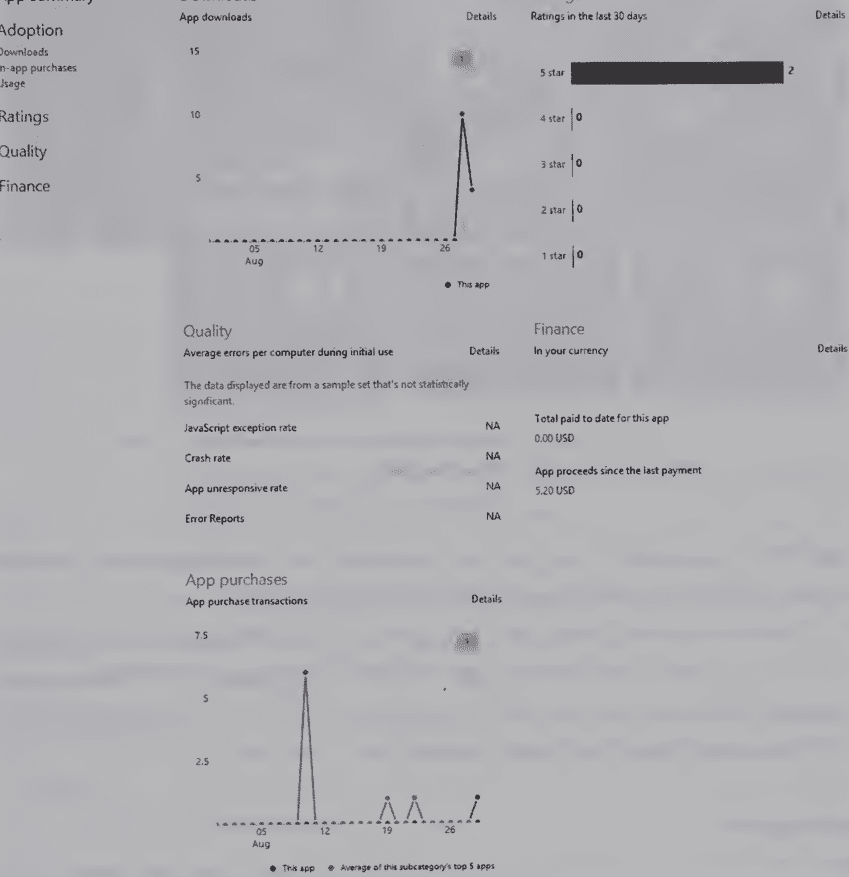 Adoption
Downloads
n-app purchases
Usage
Ratings
Quality
Finance
App downloads
Details
15
10
5
05
12
19
26
Aug
This app
Ratings in the last 30 days
Details
5 star
2
4 star
0
3 star
0
2 star
0
1 star
0
Quality
Average errors per computer during initial use
Details
The data displayed are from a sample set that's not statistically
significant.
JavaScript exception rate
NA
Crash rate
NA
App unresponsive rate
NA
Error Reports
NA
Finance
In your currency
Details
Total paid to date for this app
0.00 USD
App proceeds since the last payment
5.20 USD
App purchases
App purchase transactions
Details
7.5
5
2.5
05
12
19
26
Aug
This app
Average of this subcategory's top 5 apps